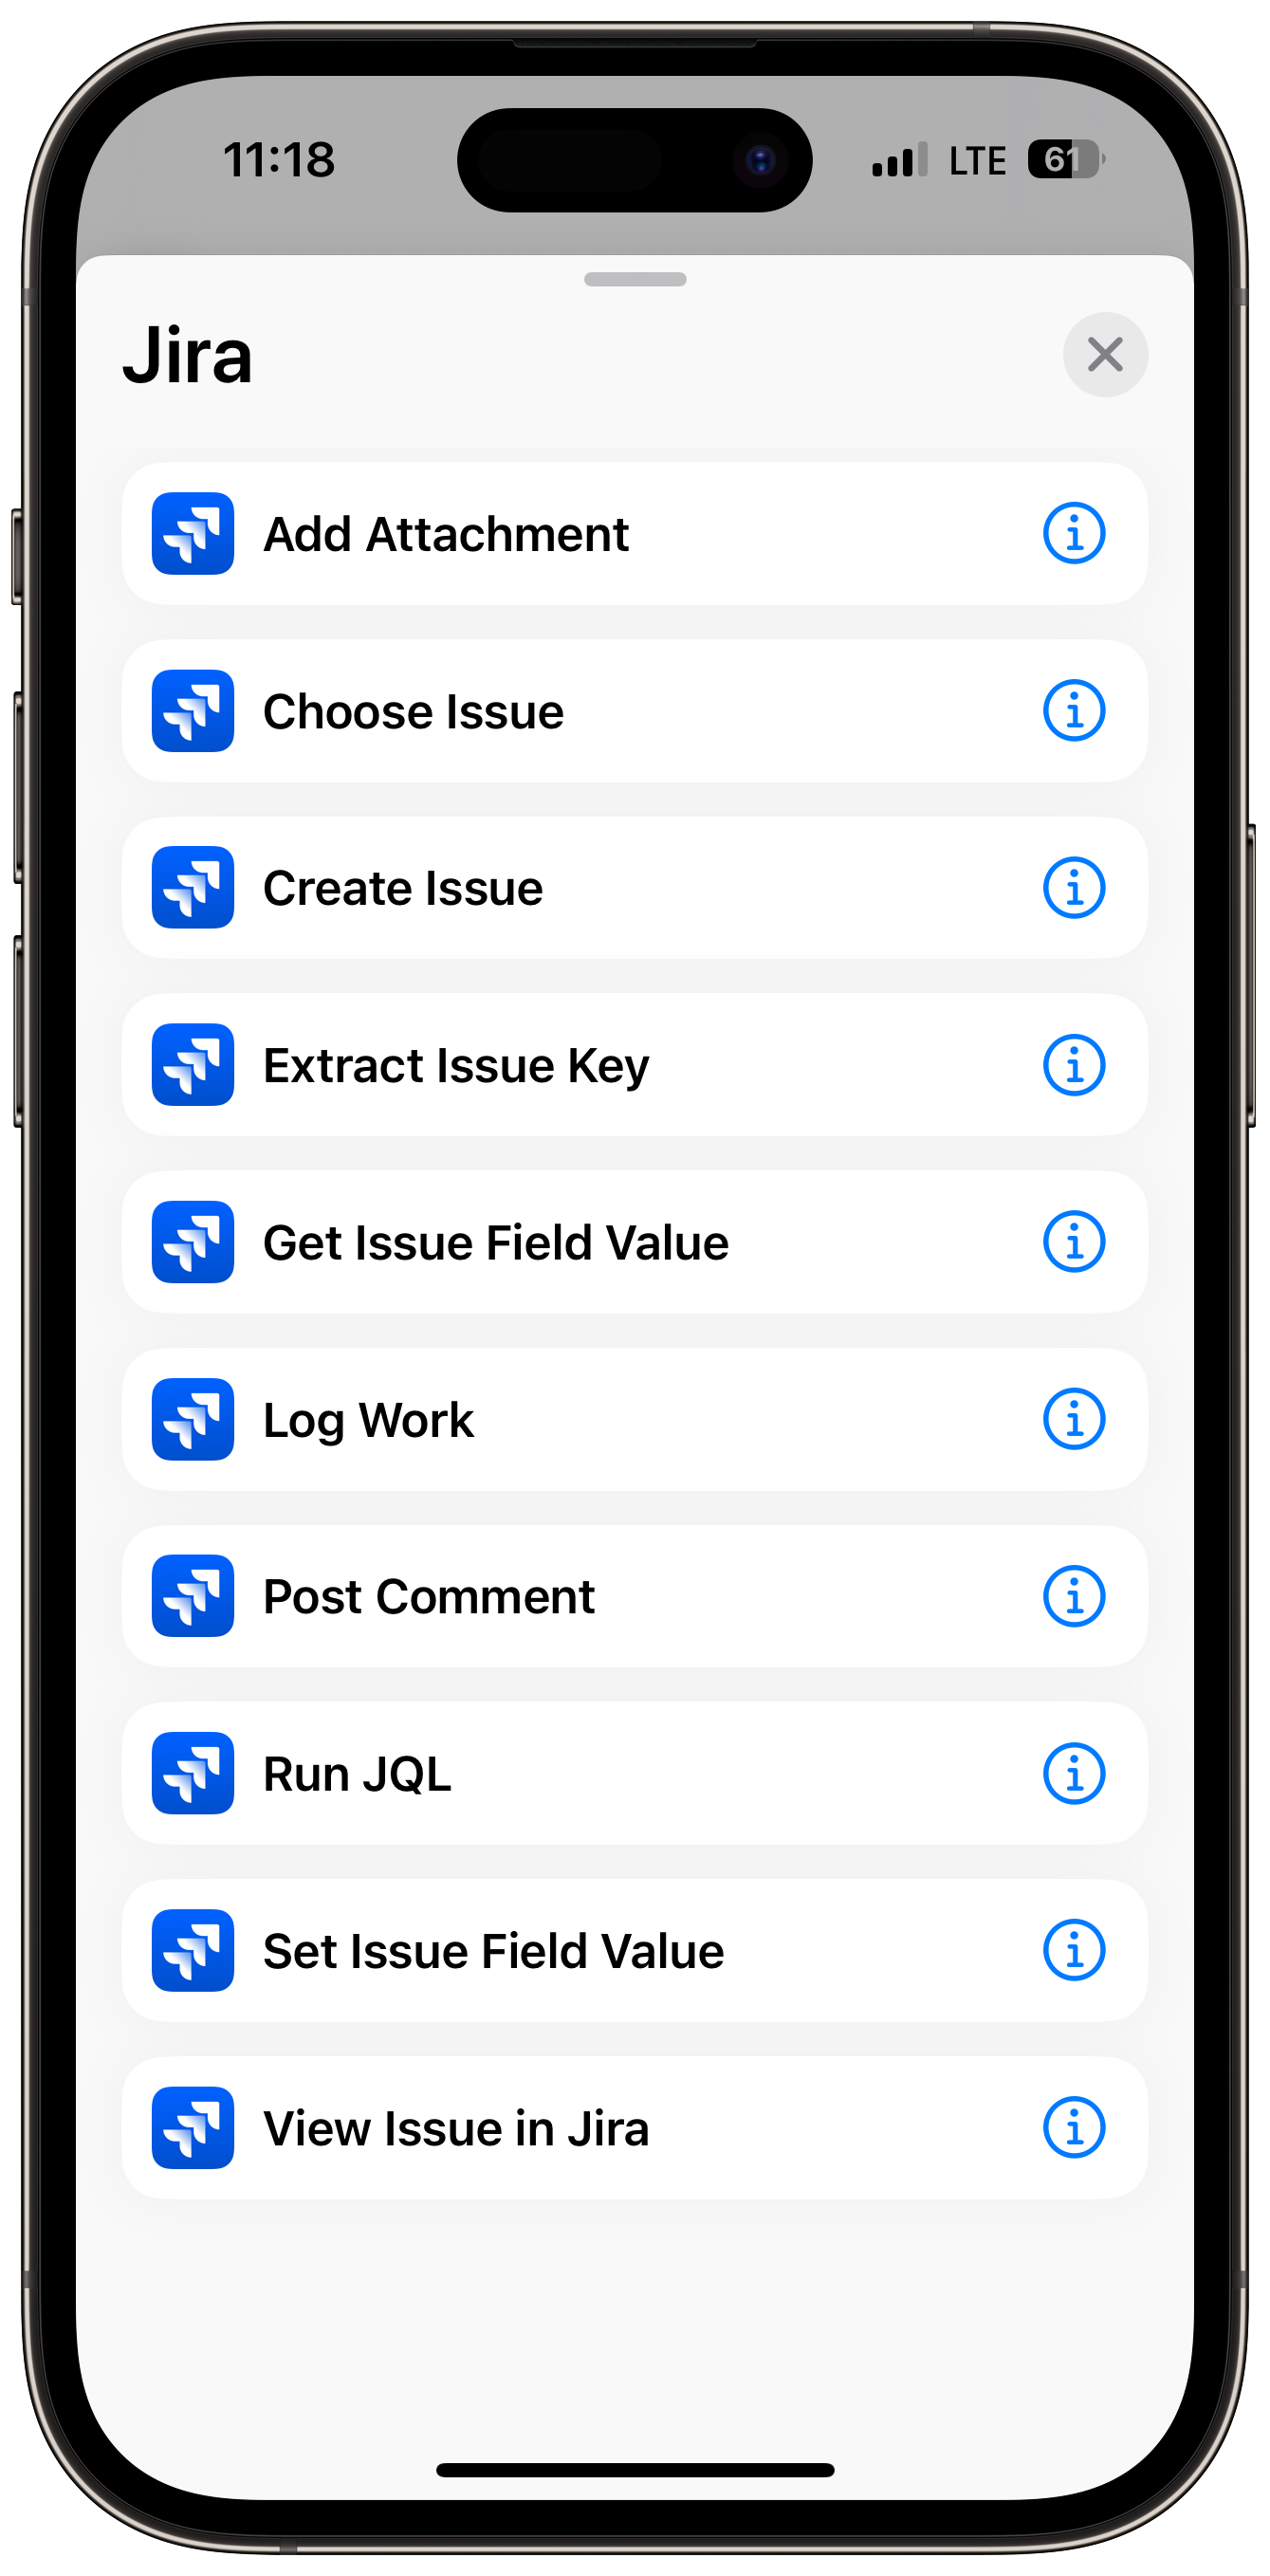 11:18 LTE 61
Jira
Add Attachment
Choose Issue
Create Issue
Extract Issue Key
Get Issue Field Value
Log Work
Post Comment
Run JQL
Set Issue Field Value
View Issue in Jira